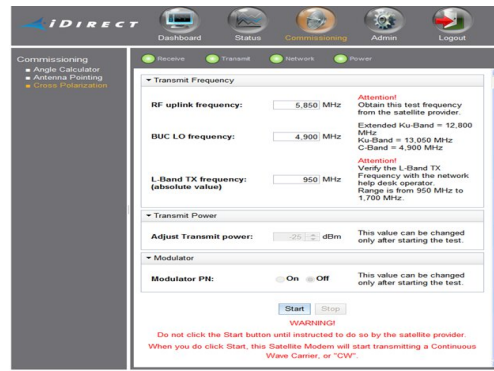 iDIRECT
Dashboard
Status
Commissioning
Admin
Logout
Commissioning
Angle Calculator
Antenna Pointing
Cross Polarization
Receive
Transmit
Network
Power
Transmit Frequency
RF uplink frequency:
5,850 MHz
Attention!
Obtain this test frequency
from the satellite provider.
BUC LO frequency:
4,900 MHz
Extended Ku-Band = 12,800
MHz
Ku-Band = 13,050 MHz
C-Band = 4,900 MHz
L-Band TX frequency:
(absolute value)
950 MHz
Attention!
Verify the L-Band TX
Frequency with the network
help desk operator.
Range is from 950 MHz to
1,700 MHz.
Transmit Power
Adjust Transmit power:
-25 dBm
This value can be changed
only after starting the test.
Modulator
Modulator PN:
On Off
This value can be changed
only after starting the test.
Start Stop
WARNING!
Do not click the Start button until instructed to do so by the satellite provider.
When you do click Start, this Satellite Modem will start transmitting a Continuous
Wave Carrier, or "CW".